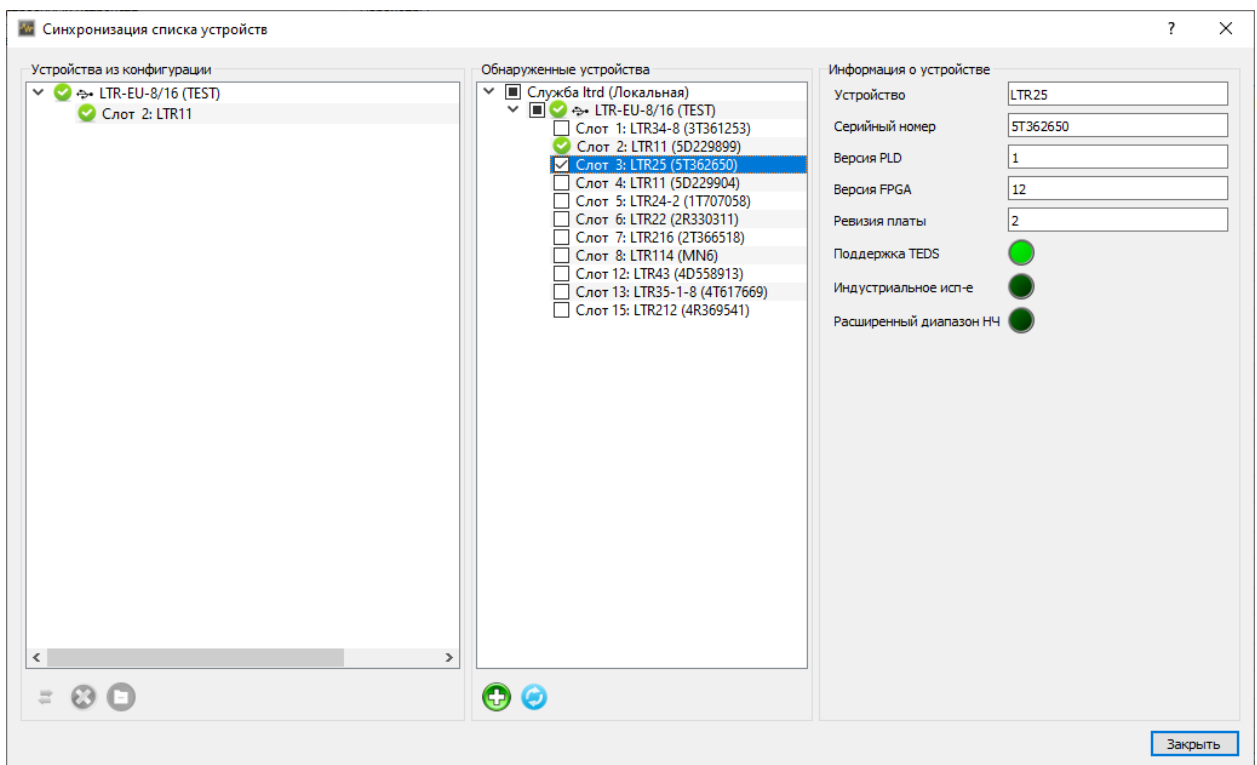 Синхронизация списка устройств
?
Устройства из конфигурации
LTR-EU-8/16 (TEST)
Слот 2: LTR11
Обнаруженные устройства
Служба ltrd (Локальная)
LTR-EU-8/16 (TEST)
Слот 1: LTR34-8 (3T361253)
Слот 2: LTR11 (5D229899)
Слот 3: LTR25 (5T362650)
Слот 4: LTR11 (5D229904)
Слот 5: LTR24-2 (1T707058)
Слот 6: LTR22 (2R330311)
Слот 7: LTR216 (2T366518)
Слот 8: LTR114 (MN6)
Слот 12: LTR43 (4D558913)
Слот 13: LTR35-1-8 (4T617669)
Слот 15: LTR212 (4R369541)
Информация о устройстве
Устройство LTR25
Серийный номер 5T362650
Версия PLD 1
Версия FPGA 12
Ревизия платы 2
Поддержка TEDS
Индустриальное исп-е
Расширенный диапазон НЧ
Закрыть